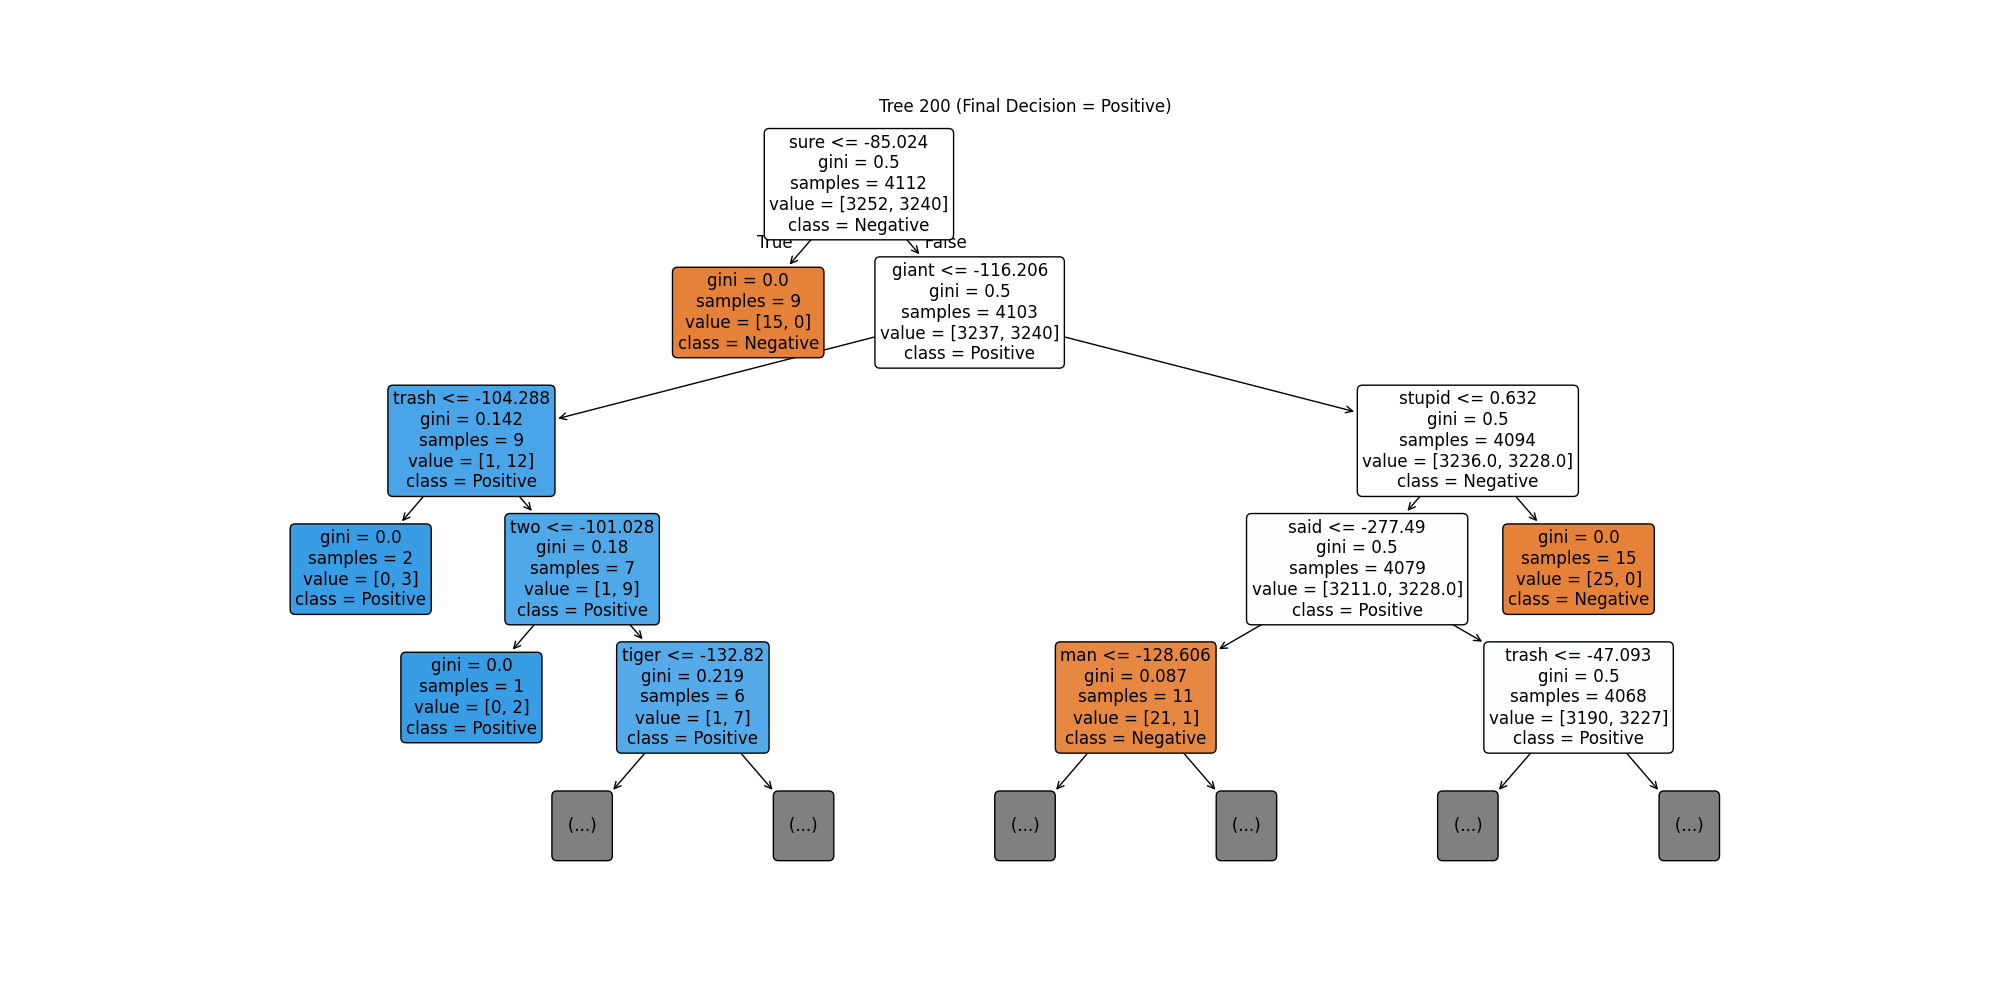 Tree 200 (Final Decision = Positive)
sure <= -85.024
gini = 0.5
samples = 4112
value = [3252, 3240]
class = Negative
True
False
gini = 0.0
samples = 9
value = [15, 0]
class = Negative
giant <= -116.206
gini = 0.5
samples = 4103
value = [3237, 3240]
class = Positive
trash <= -104.288
gini = 0.142
samples = 9
value = [1, 12]
class = Positive
stupid <= 0.632
gini = 0.5
samples = 4094
value = [3236.0, 3228.0]
class = Negative
gini = 0.0
samples = 2
value = [0, 3]
class = Positive
two <= -101.028
gini = 0.18
samples = 7
value = [1, 9]
class = Positive
said <= -277.49
gini = 0.5
samples = 4079
value = [3211.0, 3228.0]
class = Positive
gini = 0.0
samples = 15
value = [25, 0]
class = Negative
gini = 0.0
samples = 1
value = [0, 2]
class = Positive
tiger <= -132.82
gini = 0.219
samples = 6
value = [1, 7]
class = Positive
man <= -128.606
gini = 0.087
samples = 11
value = [21, 1]
class = Negative
trash <= -47.093
gini = 0.5
samples = 4068
value = [3190, 3227]
class = Positive
(...)
(...)
(...)
(...)
(...)
(...)